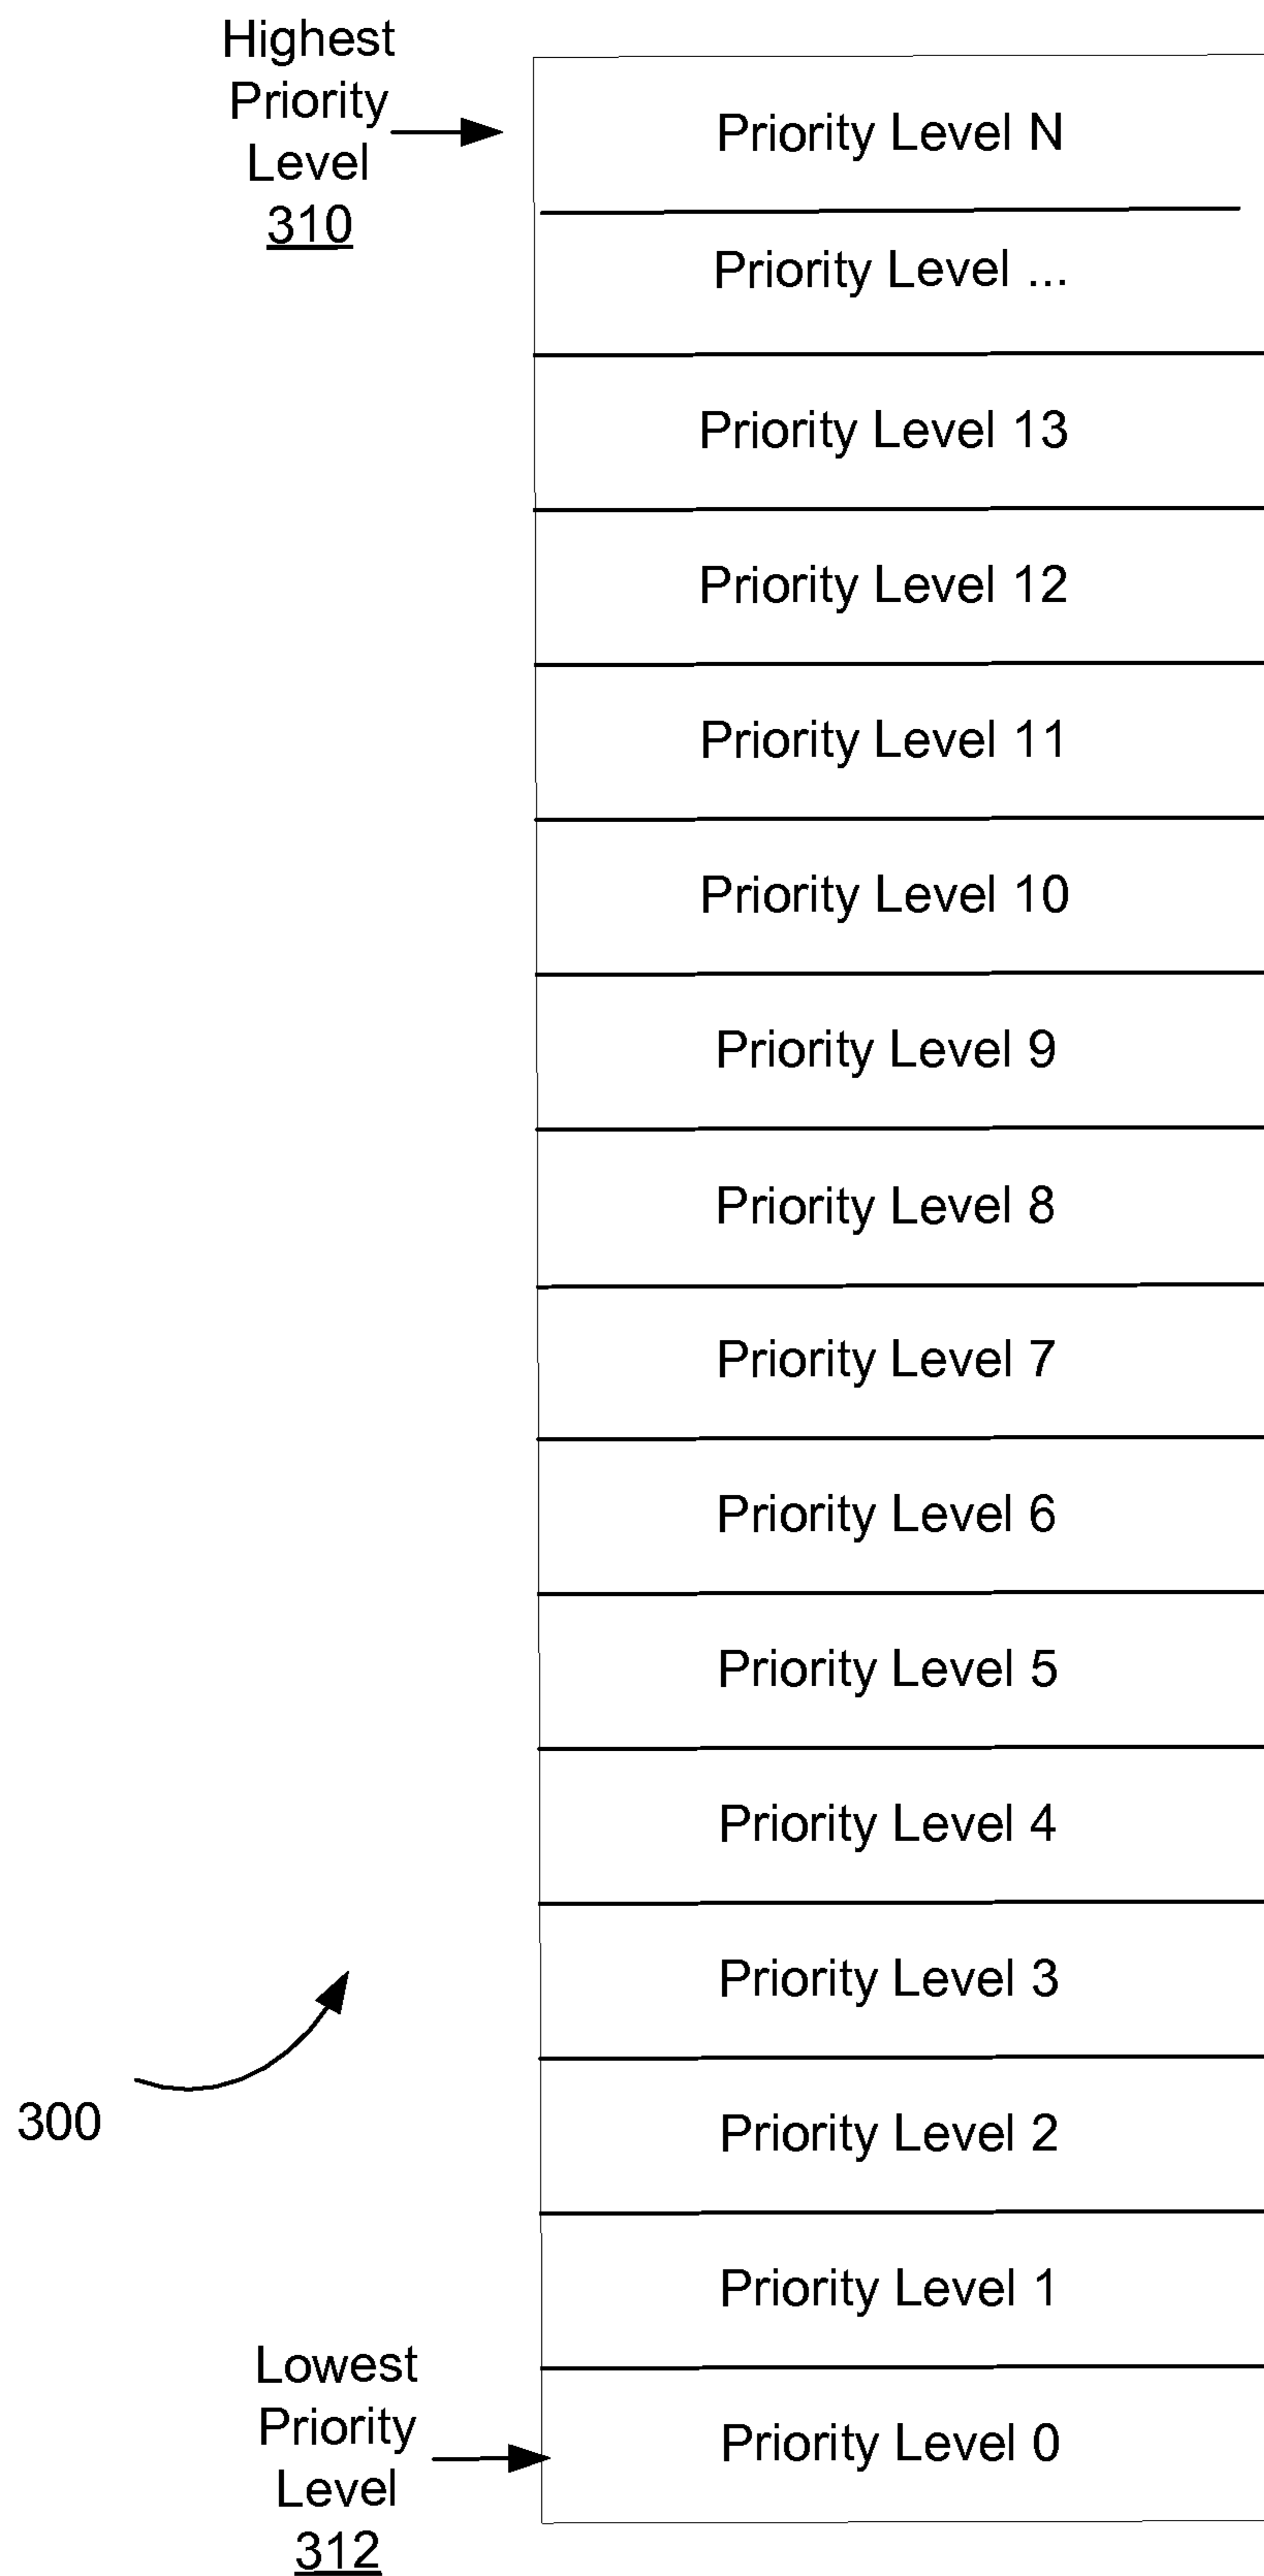 Highest
Priority
Level
310
Priority Level N
Priority Level ...
Priority Level 13
Priority Level 12
Priority Level 11
Priority Level 10
Priority Level 9
Priority Level 8
Priority Level 7
Priority Level 6
Priority Level 5
Priority Level 4
Priority Level 3
300
Priority Level 2
Priority Level 1
Lowest
Priority
Level
312
Priority Level 0